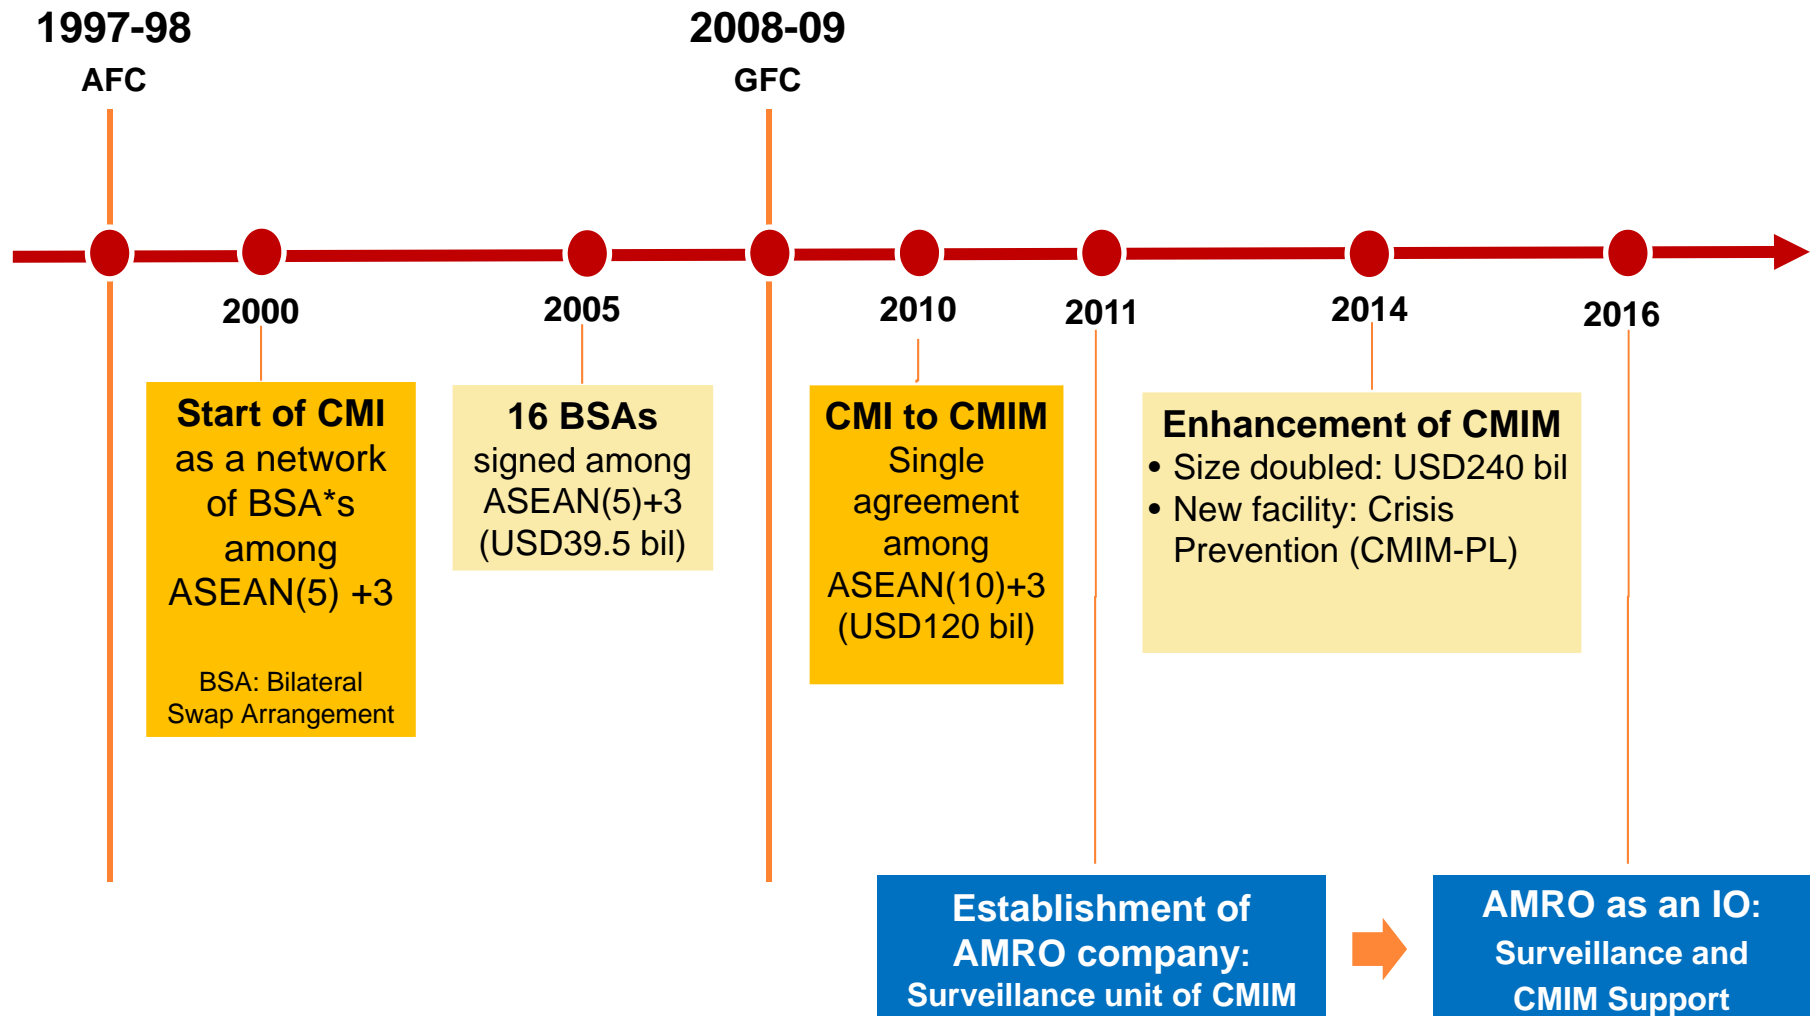 1997-98
AFC
2008-09
GFC
2000
2005
2010
2011
2014
2016
Start of CMI
as a network
of BSA*s
among
ASEAN(5) +3
BSA: Bilateral
Swap Arrangement
16 BSAs
signed among
ASEAN(5)+3
(USD39.5 bil)
CMI to CMIM
Single
agreement
among
ASEAN(10)+3
(USD120 bil)
Enhancement of CMIM
• Size doubled: USD240 bil
• New facility: Crisis
Prevention (CMIM-PL)
Establishment of
AMRO company:
Surveillance unit of CMIM
AMRO as an IO:
Surveillance and
CMIM Support